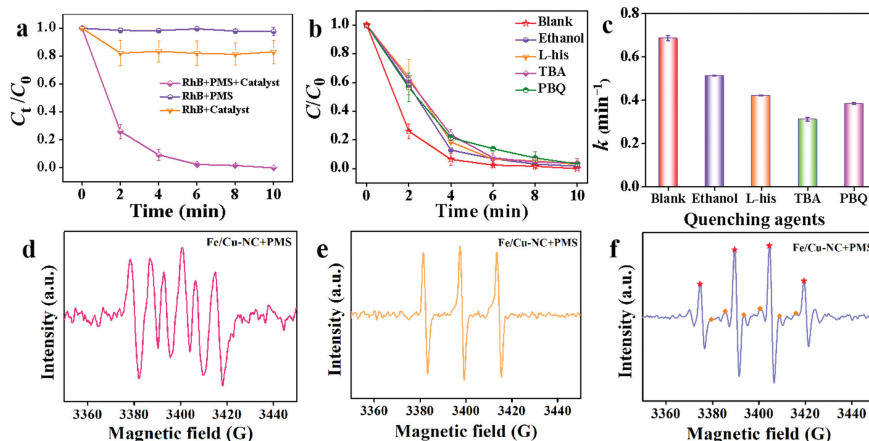 a
C_t/C_0
1.0
0.8
0.6
0.4
0.2
0.0
RhB+PMS+Catalyst
RhB+PMS
RhB+Catalyst
0 2 4 6 8 10
Time (min)
b
C/C_0
1.0
0.8
0.6
0.4
0.2
0.0
Blank
Ethanol
L-his
TBA
PBQ
0 2 4 6 8 10
Time (min)
c
k (min⁻¹)
0.8
0.6
0.4
0.2
0.0
Blank Ethanol L-his TBA PBQ
Quenching agents
d
Fe/Cu-NC+PMS
Intensity (a.u.)
3360 3380 3400 3420 3440
Magnetic field (G)
e
Fe/Cu-NC+PMS
Intensity (a.u.)
3360 3380 3400 3420 3440
Magnetic field (G)
f
Fe/Cu-NC+PMS
Intensity (a.u.)
3360 3380 3400 3420 3440
Magnetic field (G)